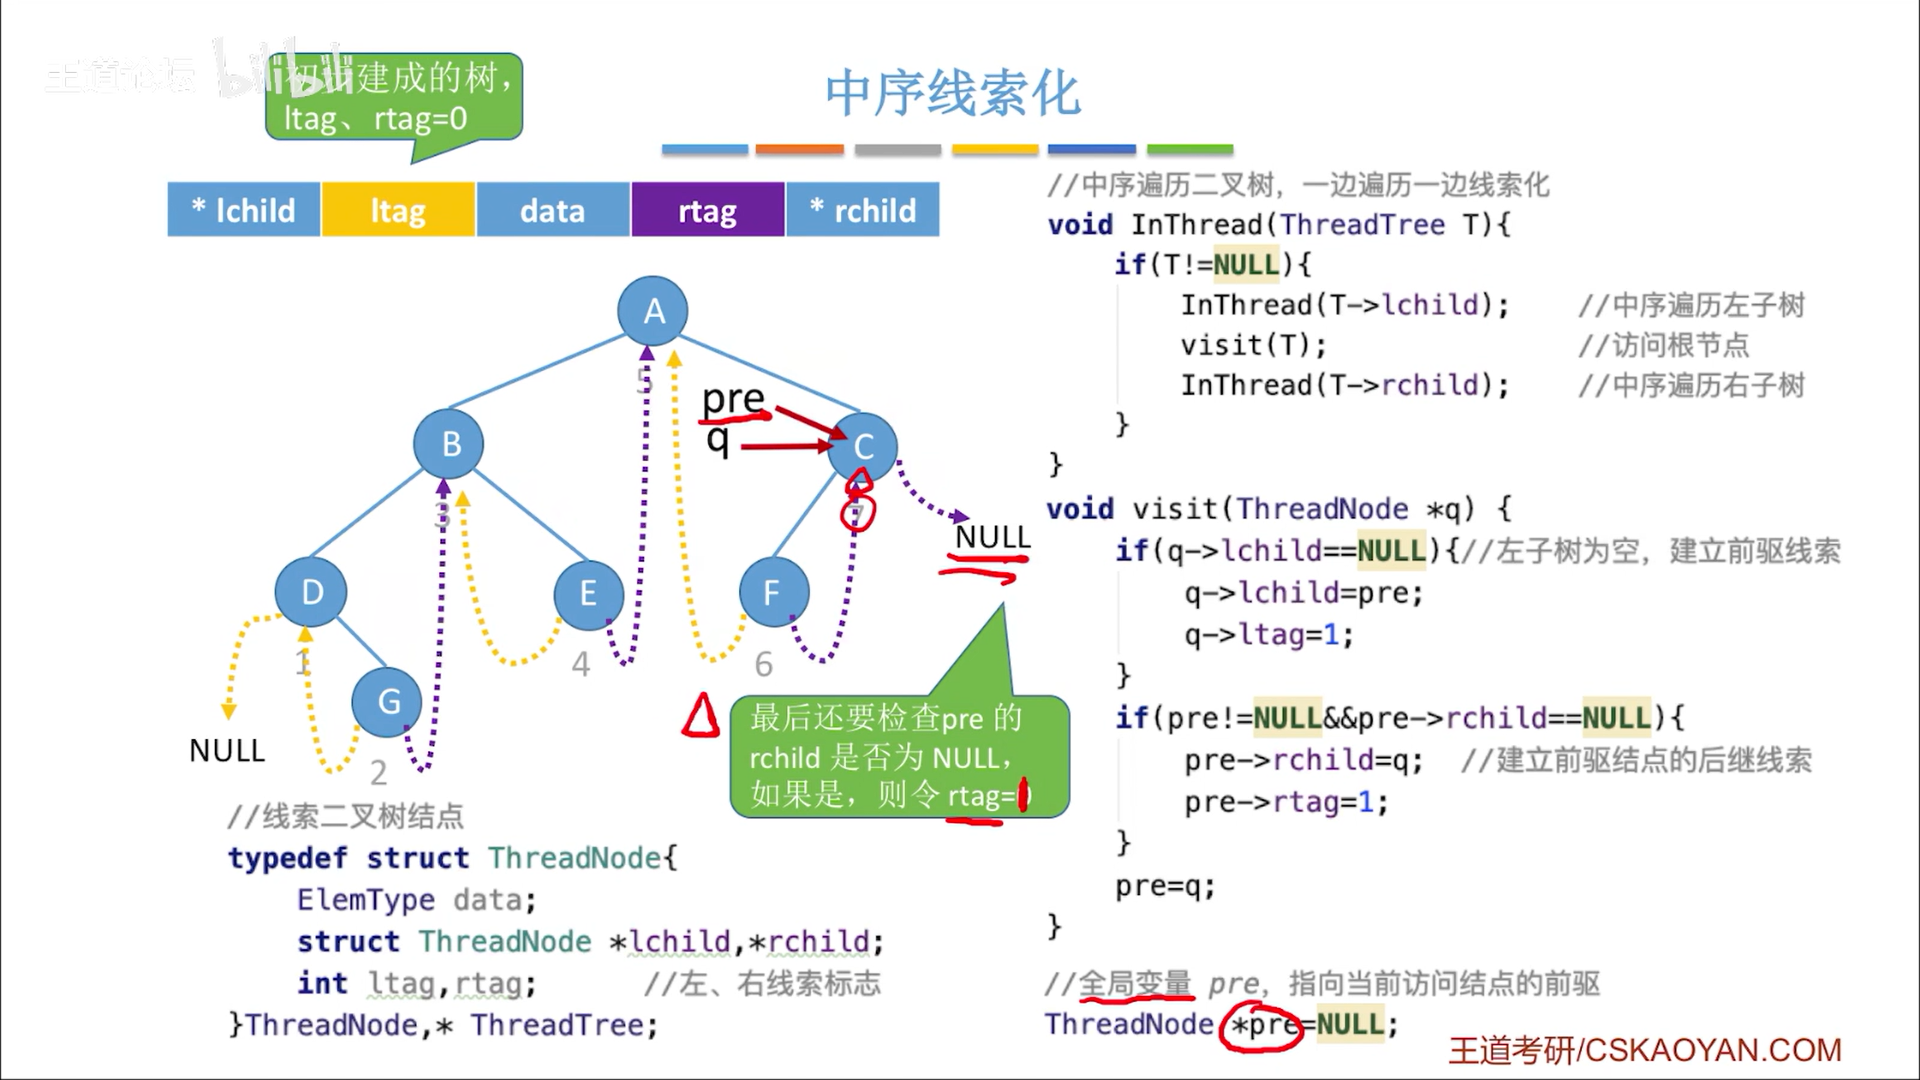 王道论坛 bilibili
初步建成的树，
ltag、rtag=0
中序线索化
* lchild ltag data rtag * rchild
A
B
C
D
E
F
G
pre
q
5
3
7
1
4
6
2
NULL
NULL
最后还要检查pre 的
rchild 是否为 NULL，
如果是，则令 rtag=1
//线索二叉树结点
typedef struct ThreadNode{
ElemType data;
struct ThreadNode *lchild,*rchild;
int ltag,rtag; //左、右线索标志
}ThreadNode,* ThreadTree;
//中序遍历二叉树，一边遍历一边线索化
void InThread(ThreadTree T){
if(T!=NULL){
InThread(T->lchild); //中序遍历左子树
visit(T); //访问根节点
InThread(T->rchild); //中序遍历右子树
}
}
void visit(ThreadNode *q) {
if(q->lchild==NULL){//左子树为空，建立前驱线索
q->lchild=pre;
q->ltag=1;
}
if(pre!=NULL&&pre->rchild==NULL){
pre->rchild=q; //建立前驱结点的后继线索
pre->rtag=1;
}
pre=q;
}
//全局变量 pre，指向当前访问结点的前驱
ThreadNode *pre=NULL;
王道考研/CSKAOYAN.COM